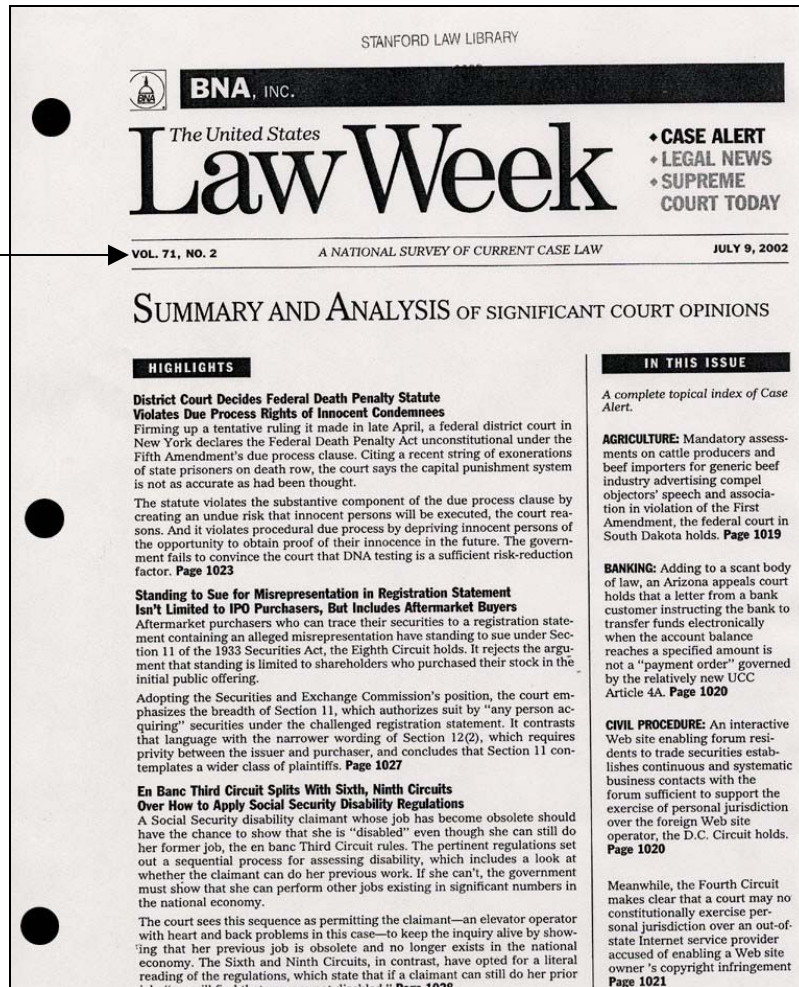 STANFORD LAW LIBRARY
BNA
BNA, INC.
The United States
Law Week
CASE ALERT
LEGAL NEWS
SUPREME
COURT TODAY
VOL. 71, NO. 2
A NATIONAL SURVEY OF CURRENT CASE LAW
JULY 9, 2002
SUMMARY AND ANALYSIS OF SIGNIFICANT COURT OPINIONS
HIGHLIGHTS
District Court Decides Federal Death Penalty Statute
Violates Due Process Rights of Innocent Condemnees
Firming up a tentative ruling it made in late April, a federal district court in
New York declares the Federal Death Penalty Act unconstitutional under the
Fifth Amendment's due process clause. Citing a recent string of exonerations
of state prisoners on death row, the court says the capital punishment system
is not as accurate as had been thought.
The statute violates the substantive component of the due process clause by
creating an undue risk that innocent persons will be executed, the court rea-
sons. And it violates procedural due process by depriving innocent persons of
the opportunity to obtain proof of their innocence in the future. The govern-
ment fails to convince the court that DNA testing is a sufficient risk-reduction
factor. Page 1023
Standing to Sue for Misrepresentation in Registration Statement
Isn't Limited to IPO Purchasers, But Includes Aftermarket Buyers
Aftermarket purchasers who can trace their securities to a registration state-
ment containing an alleged misrepresentation have standing to sue under Sec-
tion 11 of the 1933 Securities Act, the Eighth Circuit holds. It rejects the argu-
ment that standing is limited to shareholders who purchased their stock in the
initial public offering.
Adopting the Securities and Exchange Commission's position, the court em-
phasizes the breadth of Section 11, which authorizes suit by "any person ac-
quiring" securities under the challenged registration statement. It contrasts
that language with the narrower wording of Section 12(2), which requires
privity between the issuer and purchaser, and concludes that Section 11 con-
templates a wider class of plaintiffs. Page 1027
En Banc Third Circuit Splits With Sixth, Ninth Circuits
Over How to Apply Social Security Disability Regulations
A Social Security disability claimant whose job has become obsolete should
have the chance to show that she is "disabled" even though she can still do
her former job, the en banc Third Circuit rules. The pertinent regulations set
out a sequential process for assessing disability, which includes a look at
whether the claimant can do her previous work. If she can't, the government
must show that she can perform other jobs existing in significant numbers in
the national economy.
The court sees this sequence as permitting the claimant—an elevator operator
with heart and back problems in this case—to keep the inquiry alive by show-
ing that her previous job is obsolete and no longer exists in the national
economy. The Sixth and Ninth Circuits, in contrast, have opted for a literal
reading of the regulations, which state that if a claimant can still do her prior
IN THIS ISSUE
A complete topical index of Case
Alert.
AGRICULTURE: Mandatory assess-
ments on cattle producers and
beef importers for generic beef
industry advertising compel
objectors' speech and associa-
tion in violation of the First
Amendment, the federal court in
South Dakota holds. Page 1019
BANKING: Adding to a scant body
of law, an Arizona appeals court
holds that a letter from a bank
customer instructing the bank to
transfer funds electronically
when the account balance
reaches a specified amount is
not a "payment order" governed
by the relatively new UCC
Article 4A. Page 1020
CIVIL PROCEDURE: An interactive
Web site enabling forum resi-
dents to trade securities estab-
lishes continuous and systematic
business contacts with the
forum sufficient to support the
exercise of personal jurisdiction
over the foreign Web site
operator, the D.C. Circuit holds.
Page 1020
Meanwhile, the Fourth Circuit
makes clear that a court may no
constitutionally exercise per-
sonal jurisdiction over an out-of-
state Internet service provider
accused of enabling a Web site
owner 's copyright infringement
Page 1021